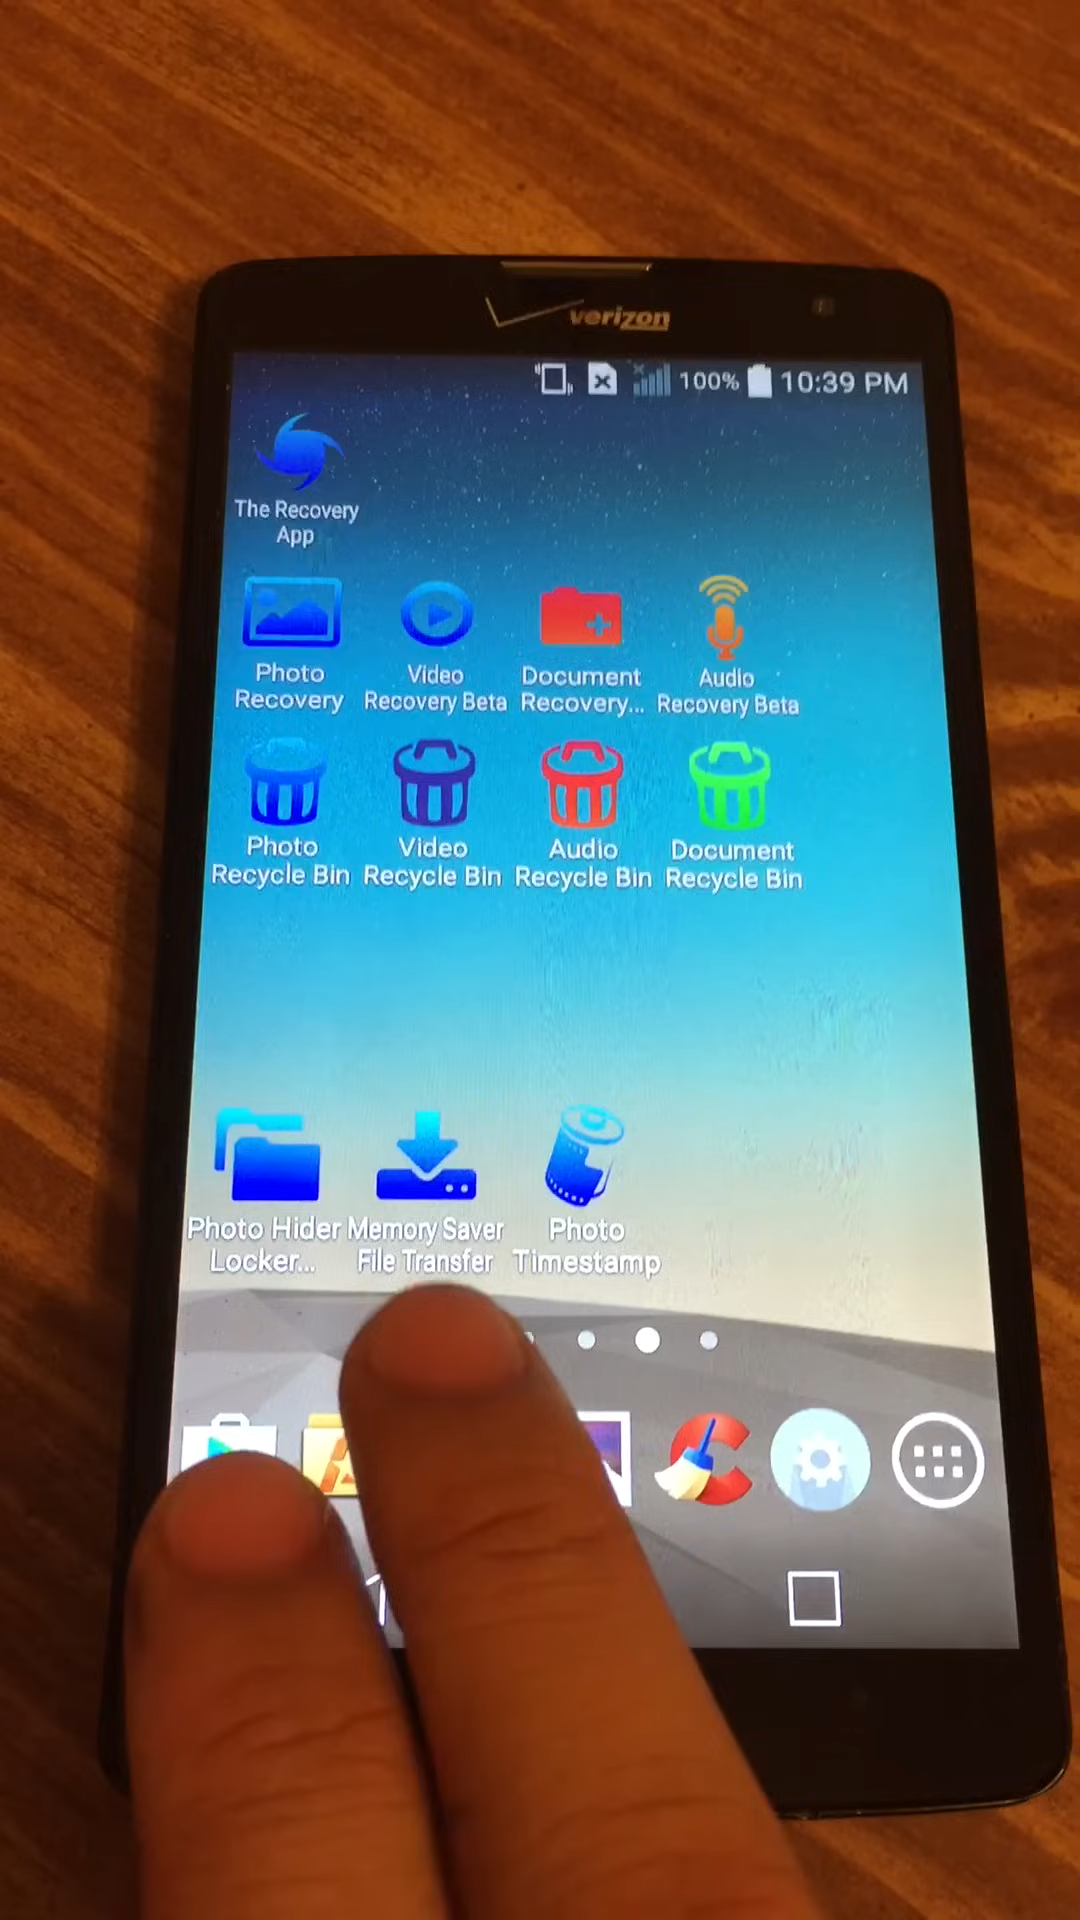 verizon
100% 10:39 PM
The Recovery
App
Photo
Recovery
Video
Recovery Beta
Document
Recovery...
Audio
Recovery Beta
Photo
Recycle Bin
Video
Recycle Bin
Audio
Recycle Bin
Document
Recycle Bin
Photo Hider
Locker...
Memory Saver
File Transfer
Photo
Timestamp